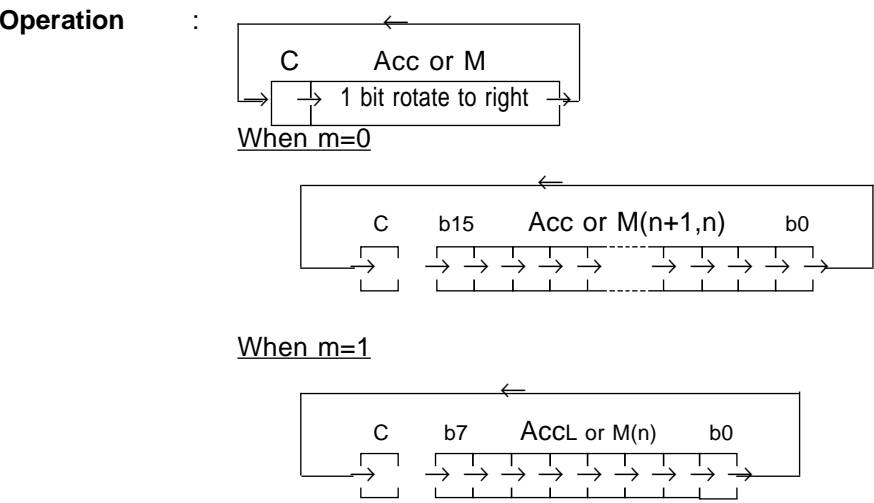 Operation :
C Acc or M
1 bit rotate to right
When m=0
C b15 Acc or M(n+1,n) b0
When m=1
C b7 AccL or M(n) b0